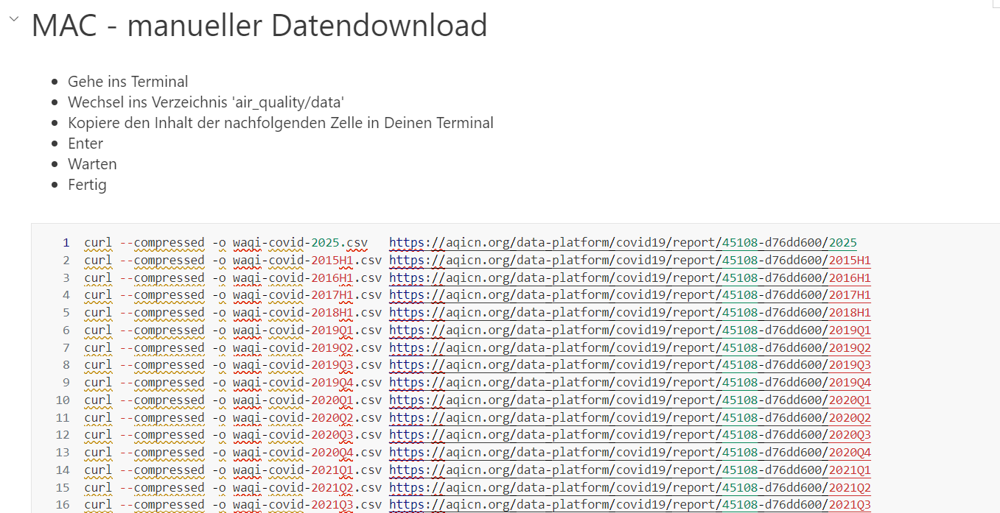 MAC - manueller Datendownload
• Gehe ins Terminal
• Wechsel ins Verzeichnis 'air_quality/data'
• Kopiere den Inhalt der nachfolgenden Zelle in Deinen Terminal
• Enter
• Warten
• Fertig
1 curl --compressed -o waqi-covid-2025.csv   https://aqicn.org/data-platform/covid19/report/45108-d76dd600/2025
2 curl --compressed -o waqi-covid-2015H1.csv https://aqicn.org/data-platform/covid19/report/45108-d76dd600/2015H1
3 curl --compressed -o waqi-covid-2016H1.csv https://aqicn.org/data-platform/covid19/report/45108-d76dd600/2016H1
4 curl --compressed -o waqi-covid-2017H1.csv https://aqicn.org/data-platform/covid19/report/45108-d76dd600/2017H1
5 curl --compressed -o waqi-covid-2018H1.csv https://aqicn.org/data-platform/covid19/report/45108-d76dd600/2018H1
6 curl --compressed -o waqi-covid-2019Q1.csv https://aqicn.org/data-platform/covid19/report/45108-d76dd600/2019Q1
7 curl --compressed -o waqi-covid-2019Q2.csv https://aqicn.org/data-platform/covid19/report/45108-d76dd600/2019Q2
8 curl --compressed -o waqi-covid-2019Q3.csv https://aqicn.org/data-platform/covid19/report/45108-d76dd600/2019Q3
9 curl --compressed -o waqi-covid-2019Q4.csv https://aqicn.org/data-platform/covid19/report/45108-d76dd600/2019Q4
10 curl --compressed -o waqi-covid-2020Q1.csv https://aqicn.org/data-platform/covid19/report/45108-d76dd600/2020Q1
11 curl --compressed -o waqi-covid-2020Q2.csv https://aqicn.org/data-platform/covid19/report/45108-d76dd600/2020Q2
12 curl --compressed -o waqi-covid-2020Q3.csv https://aqicn.org/data-platform/covid19/report/45108-d76dd600/2020Q3
13 curl --compressed -o waqi-covid-2020Q4.csv https://aqicn.org/data-platform/covid19/report/45108-d76dd600/2020Q4
14 curl --compressed -o waqi-covid-2021Q1.csv https://aqicn.org/data-platform/covid19/report/45108-d76dd600/2021Q1
15 curl --compressed -o waqi-covid-2021Q2.csv https://aqicn.org/data-platform/covid19/report/45108-d76dd600/2021Q2
16 curl --compressed -o waqi-covid-2021Q3.csv https://aqicn.org/data-platform/covid19/report/45108-d76dd600/2021Q3